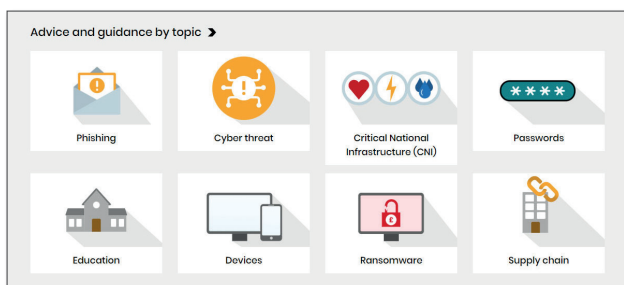 Advice and guidance by topic
Phishing
Cyber threat
Critical National
Infrastructure (CNI)
Passwords
Education
Devices
Ransomware
Supply chain